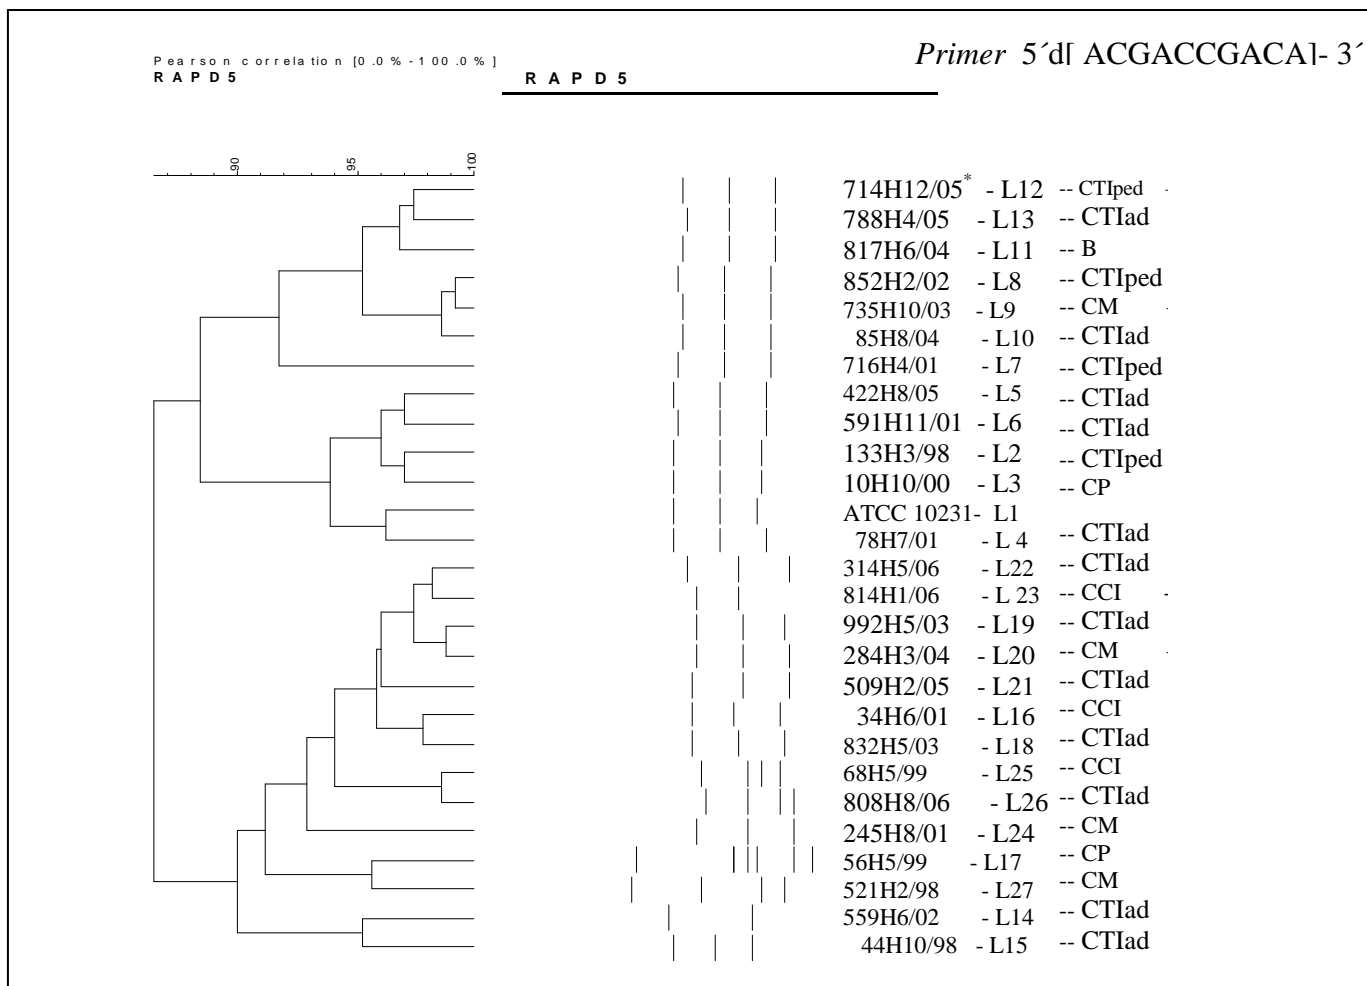 Primer 5´d[ ACGACCGACA]- 3´
Pearson correlation [0.0%-100.0%]
RAPD5 RAPD5
90 95 100
714H12/05* - L12 -- CTIped -
788H4/05 - L13 -- CTIad
817H6/04 - L11 -- B
852H2/02 - L8 -- CTIped
735H10/03 - L9 -- CM -
85H8/04 - L10 -- CTIad
716H4/01 - L7 -- CTIped
422H8/05 - L5 -- CTIad
591H11/01 - L6 -- CTIad
133H3/98 - L2 -- CTIped
10H10/00 - L3 -- CP
ATCC 10231- L1
78H7/01 - L 4 -- CTIad
314H5/06 - L22 -- CTIad
814H1/06 - L 23 -- CCI -
992H5/03 - L19 -- CTIad
284H3/04 - L20 -- CM -
509H2/05 - L21 -- CTIad
34H6/01 - L16 -- CCI
832H5/03 - L18 -- CTIad
68H5/99 - L25 -- CCI
808H8/06 - L26 -- CTIad
245H8/01 - L24 -- CM
56H5/99 - L17 -- CP
521H2/98 - L27 -- CM
559H6/02 - L14 -- CTIad
44H10/98 - L15 -- CTIad